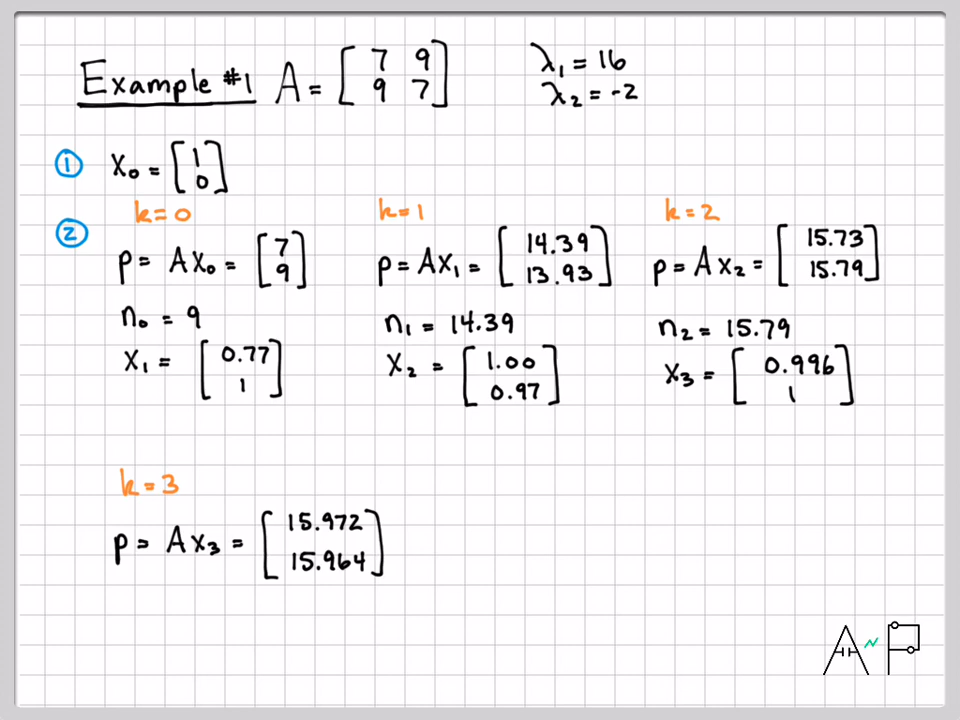 Example #1 A = [7 9; 9 7] λ₁ = 16
λ₂ = -2
① x₀ = [1; 0]
② k=0 k=1 k=2
p = Ax₀ = [7; 9] p = Ax₁ = [14.39; 13.93] p = Ax₂ = [15.73; 15.79]
n₀ = 9 n₁ = 14.39 n₂ = 15.79
x₁ = [0.77; 1] x₂ = [1.00; 0.97] x₃ = [0.996; 1]
k=3
p = Ax₃ = [15.972; 15.964]
A~P